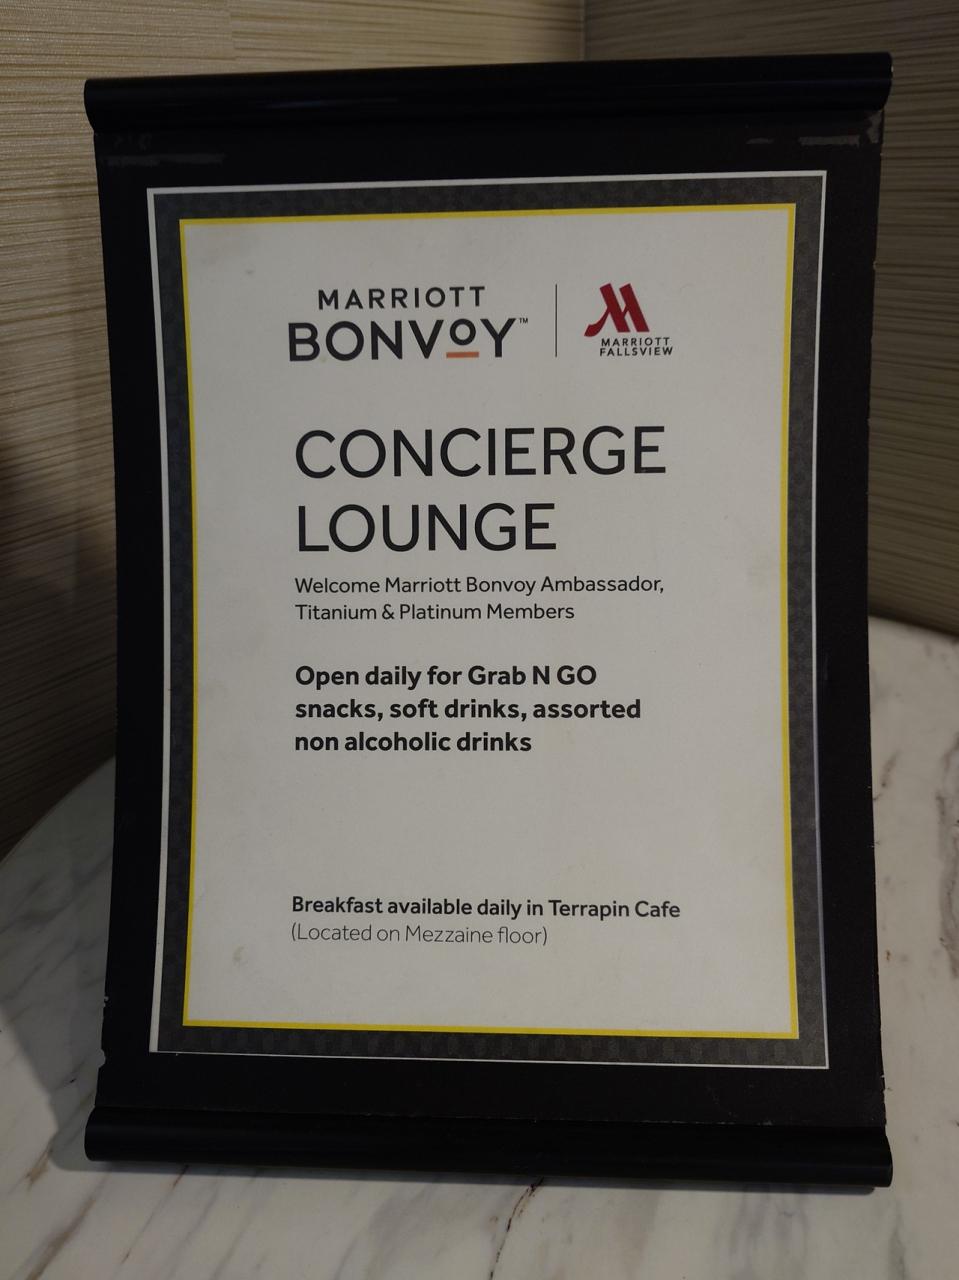 MARRIOTT
BONVOY™
MARRIOTT
FALLSVIEW
CONCIERGE
LOUNGE
Welcome Marriott Bonvoy Ambassador,
Titanium & Platinum Members
Open daily for Grab N GO
snacks, soft drinks, assorted
non alcoholic drinks
Breakfast available daily in Terrapin Cafe
(Located on Mezzaine floor)